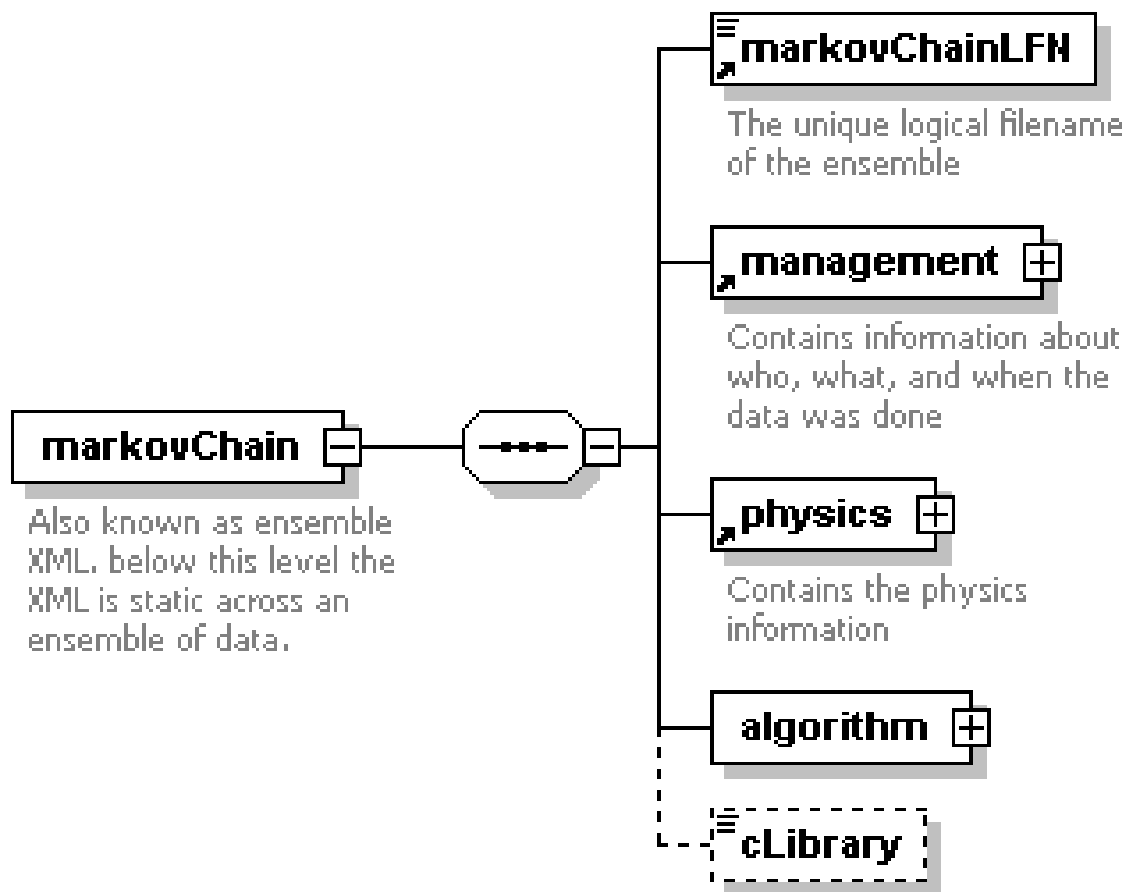 markovChainLFN
The unique logical filename
of the ensemble
management
Contains information about
who, what, and when the
data was done
markovChain
Also known as ensemble
XML. below this level the
XML is static across an
ensemble of data.
physics
Contains the physics
information
algorithm
cLibrary